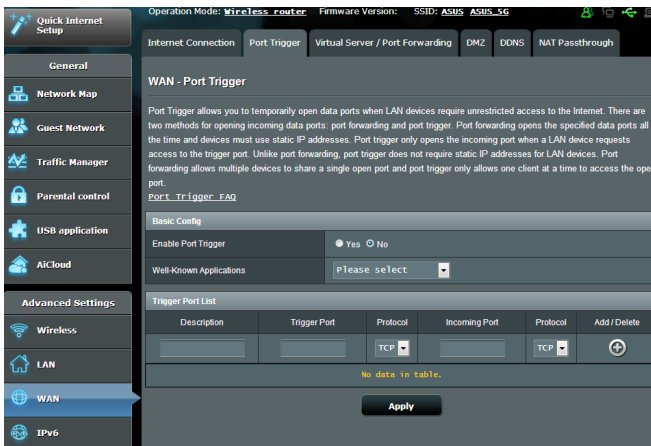 Quick Internet
Setup
Operation Mode: Wireless router Firmware Version: SSID: ASUS ASUS_5G
Internet Connection Port Trigger Virtual Server / Port Forwarding DMZ DDNS NAT Passthrough
General
Network Map
Guest Network
Traffic Manager
Parental control
USB application
AiCloud
Advanced Settings
Wireless
LAN
WAN
IPv6
WAN - Port Trigger
Port Trigger allows you to temporarily open data ports when LAN devices require unrestricted access to the Internet. There are
two methods for opening incoming data ports: port forwarding and port trigger. Port forwarding opens the specified data ports all
the time and devices must use static IP addresses. Port trigger only opens the incoming port when a LAN device requests
access to the trigger port. Unlike port forwarding, port trigger does not require static IP addresses for LAN devices. Port
forwarding allows multiple devices to share a single open port and port trigger only allows one client at a time to access the ope
port.
Port Trigger FAQ
Basic Config
Enable Port Trigger Yes No
Well-Known Applications Please select
Trigger Port List
Description Trigger Port Protocol Incoming Port Protocol Add / Delete
TCP TCP
No data in table.
Apply